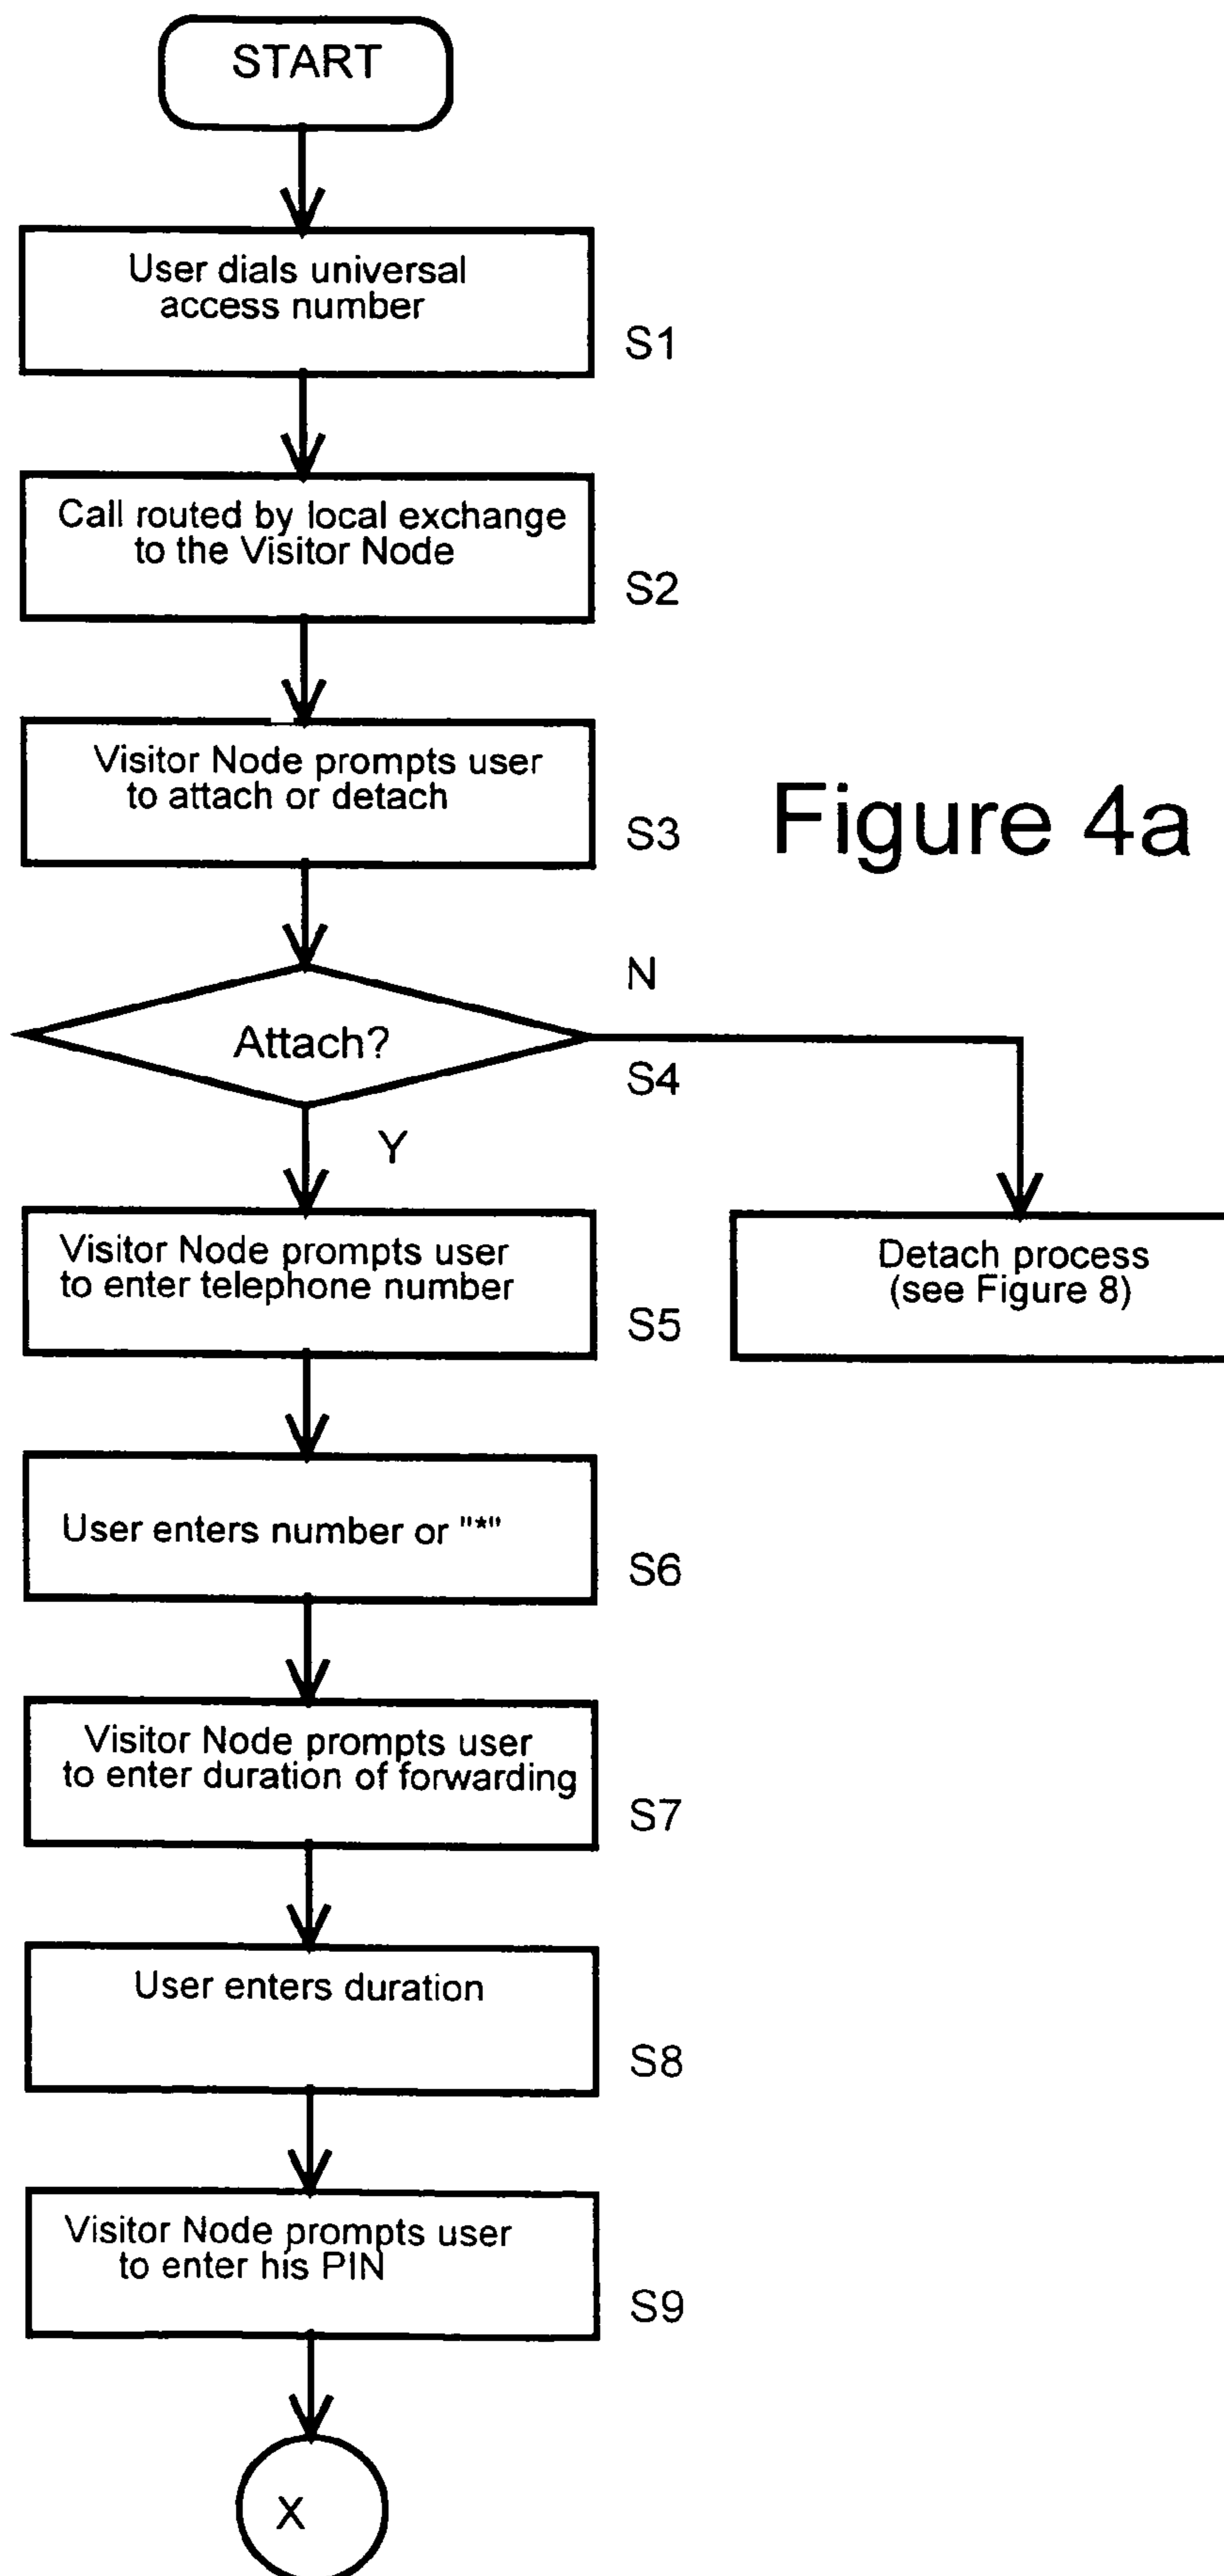 START
User dials universal
access number
S1
Call routed by local exchange
to the Visitor Node
S2
Visitor Node prompts user
to attach or detach
S3
Figure 4a
N
Attach?
S4
Y
Visitor Node prompts user
to enter telephone number
S5
Detach process
(see Figure 8)
User enters number or "*"
S6
Visitor Node prompts user
to enter duration of forwarding
S7
User enters duration
S8
Visitor Node prompts user
to enter his PIN
S9
X